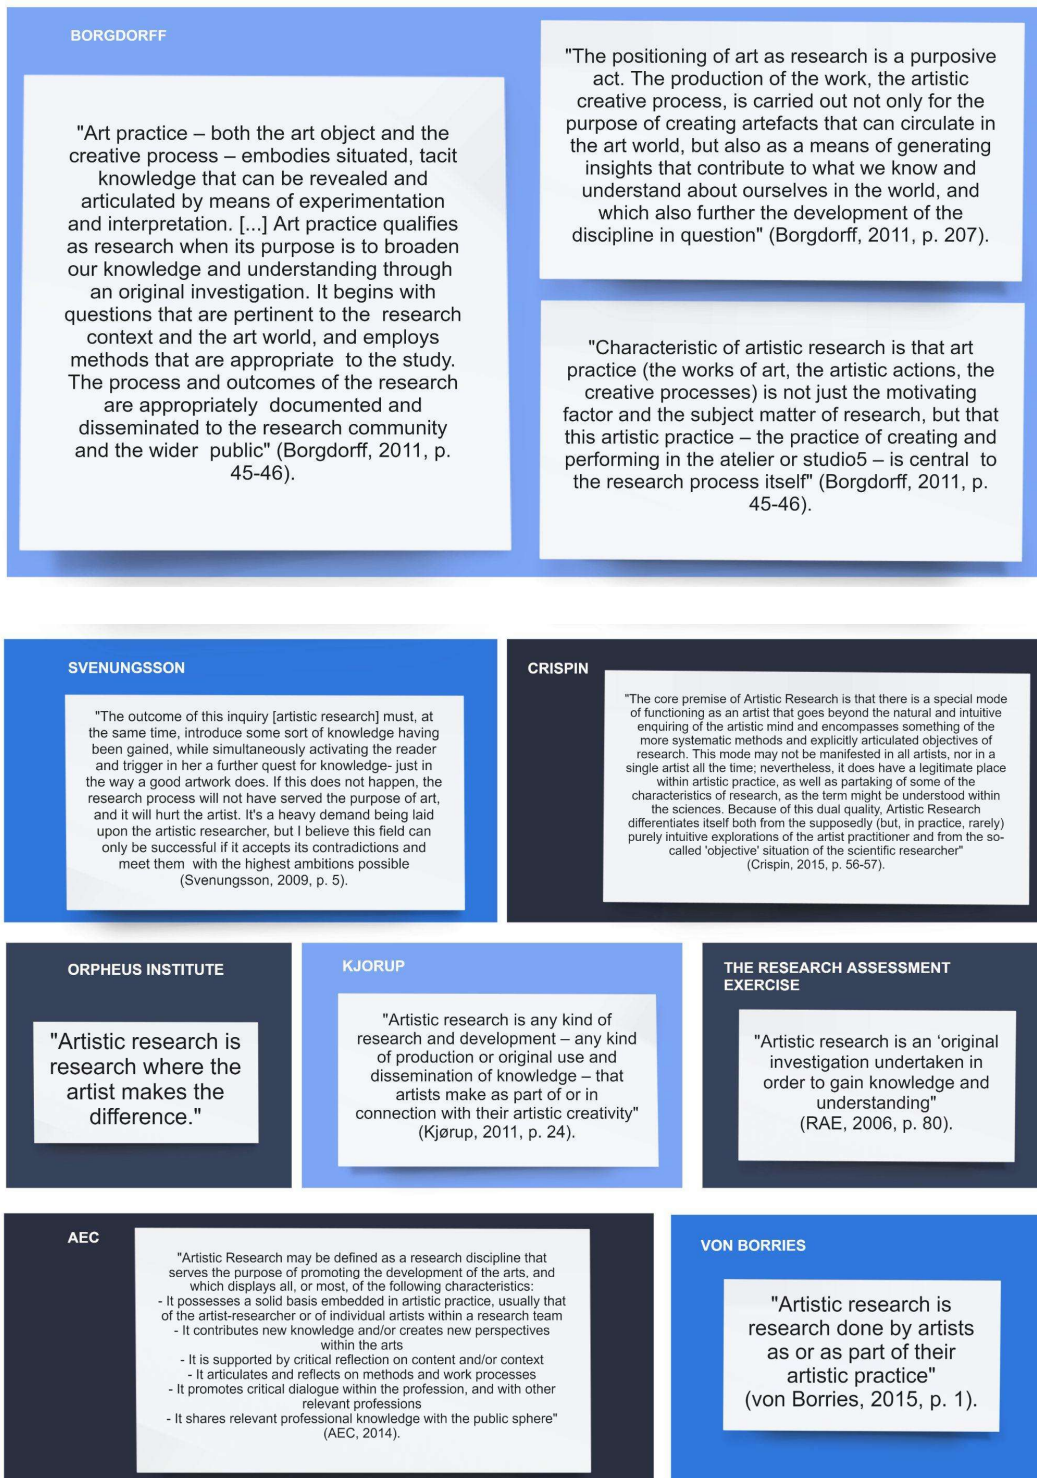 BORGDORFF
"Art practice – both the art object and the
creative process – embodies situated, tacit
knowledge that can be revealed and
articulated by means of experimentation
and interpretation. [...] Art practice qualifies
as research when its purpose is to broaden
our knowledge and understanding through
an original investigation. It begins with
questions that are pertinent to the research
context and the art world, and employs
methods that are appropriate to the study.
The process and outcomes of the research
are appropriately documented and
disseminated to the research community
and the wider public" (Borgdorff, 2011, p.
45-46).
"The positioning of art as research is a purposive
act. The production of the work, the artistic
creative process, is carried out not only for the
purpose of creating artefacts that can circulate in
the art world, but also as a means of generating
insights that contribute to what we know and
understand about ourselves in the world, and
which also further the development of the
discipline in question" (Borgdorff, 2011, p. 207).
"Characteristic of artistic research is that art
practice (the works of art, the artistic actions, the
creative processes) is not just the motivating
factor and the subject matter of research, but that
this artistic practice – the practice of creating and
performing in the atelier or studio5 – is central to
the research process itself" (Borgdorff, 2011, p.
45-46).
SVENUNGSSON
"The outcome of this inquiry [artistic research] must, at
the same time, introduce some sort of knowledge having
been gained, while simultaneously activating the reader
and trigger in her a further quest for knowledge- just in
the way a good artwork does. If this does not happen, the
research process will not have served the purpose of art,
and it will hurt the artist. It's a heavy demand being laid
upon the artistic researcher, but I believe this field can
only be successful if it accepts its contradictions and
meet them with the highest ambitions possible
(Svenungsson, 2009, p. 5).
CRISPIN
"The core premise of Artistic Research is that there is a special mode
of functioning as an artist that goes beyond the natural and intuitive
enquiring of the artistic mind and encompasses something of the
more systematic methods and explicitly articulated objectives of
research. This mode may not be manifested in all artists, nor in a
single artist all the time; nevertheless, it does have a legitimate place
within artistic practice, as well as partaking of some of the
characteristics of research, as the term might be understood within
the sciences. Because of this dual quality, Artistic Research
differentiates itself both from the supposedly (but, in practice, rarely)
purely intuitive explorations of the artist practitioner and from the so-
called 'objective' situation of the scientific researcher"
(Crispin, 2015, p. 56-57).
ORPHEUS INSTITUTE
"Artistic research is
research where the
artist makes the
difference."
KJORUP
"Artistic research is any kind of
research and development – any kind
of production or original use and
dissemination of knowledge – that
artists make as part of or in
connection with their artistic creativity"
(Kjørup, 2011, p. 24).
THE RESEARCH ASSESSMENT
EXERCISE
"Artistic research is an ‘original
investigation undertaken in
order to gain knowledge and
understanding"
(RAE, 2006, p. 80).
AEC
"Artistic Research may be defined as a research discipline that
serves the purpose of promoting the development of the arts, and
which displays all, or most, of the following characteristics:
- It possesses a solid basis embedded in artistic practice, usually that
of the artist-researcher or of individual artists within a research team
- It contributes new knowledge and/or creates new perspectives
within the arts
- It is supported by critical reflection on content and/or context
- It articulates and reflects on methods and work processes
- It promotes critical dialogue within the profession, and with other
relevant professions
- It shares relevant professional knowledge with the public sphere"
(AEC, 2014).
VON BORRIES
"Artistic research is
research done by artists
as or as part of their
artistic practice"
(von Borries, 2015, p. 1).